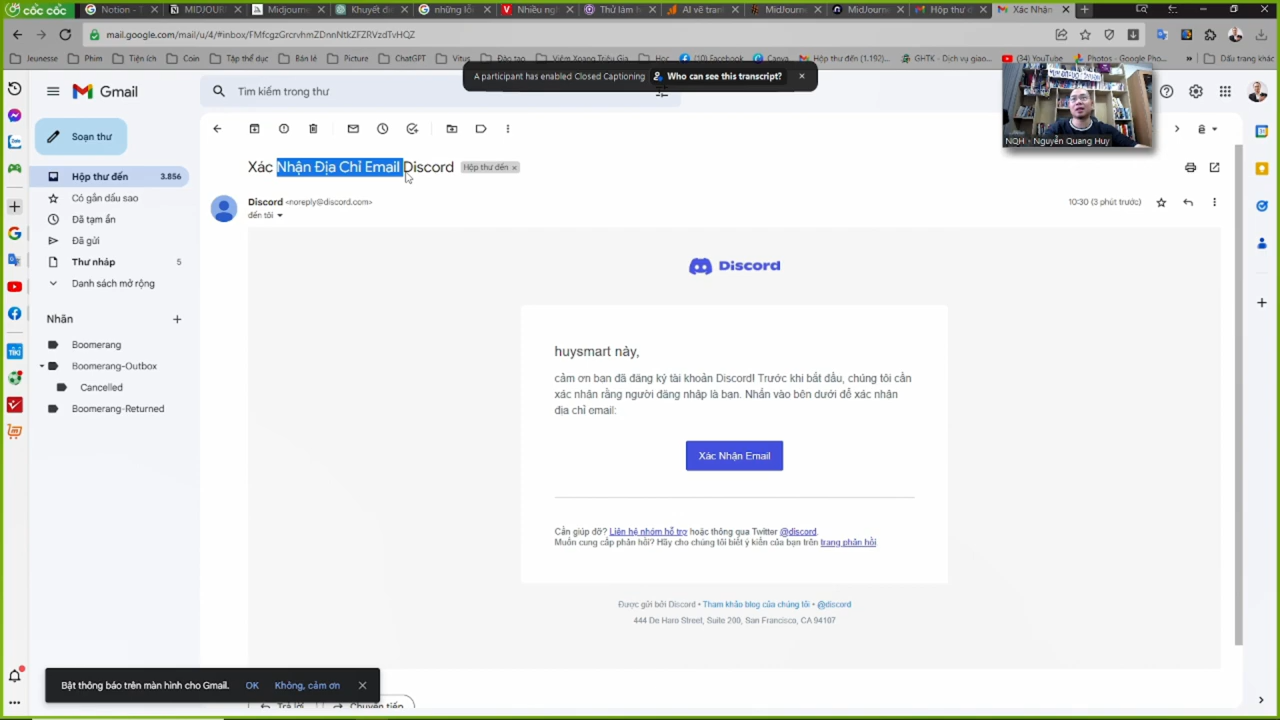 CỐC CỐC
Notion - T
MIDJOUR
Midjourne
Khuyết đi
những lỗi
Nhiều ng
Thử làm h
AI vẽ tran
MidJourne
MidJourne
Hộp thư đ
Xác Nhận
mail.google.com/mail/u/4/#inbox/FMfcgzGrcrvhmZDnnNtkZFZRVzdTvHQZ
Jeunesse
Phim
Tiện ích
Coin
Tập thể dục
Bán lẻ
Picture
ChatGPT
Vitus
Đào tạo
Viêm Xoang Triệu Gia
Học
(10) Facebook
Canva
Hộp thư đến (1.192)...
GHTK - Dịch vụ giao...
(34) YouTube
Photos - Google Pho...
Dấu trang khác
A participant has enabled Closed Captioning
Who can see this transcript?
Gmail
Tìm kiếm trong thư
NQH - Nguyễn Quang Huy
Soạn thư
Hộp thư đến 3.856
Có gắn dấu sao
Đã tạm ẩn
Đã gửi
Thư nháp 5
Danh sách mở rộng
Nhãn
Boomerang
Boomerang-Outbox
Cancelled
Boomerang-Returned
Xác Nhận Địa Chỉ Email Discord Hộp thư đến ×
Discord <noreply@discord.com>
10:30 (3 phút trước)
đến tôi
Discord
huysmart này,
cảm ơn bạn đã đăng ký tài khoản Discord! Trước khi bắt đầu, chúng tôi cần
xác nhận rằng người đăng nhập là bạn. Nhấn vào bên dưới để xác nhận
địa chỉ email:
Xác Nhận Email
Cần giúp đỡ? Liên hệ nhóm hỗ trợ hoặc thông qua Twitter @discord.
Muốn cung cấp phản hồi? Hãy cho chúng tôi biết ý kiến của bạn trên trang phản hồi
Được gửi bởi Discord • Tham khảo blog của chúng tôi • @discord
444 De Haro Street, Suite 200, San Francisco, CA 94107
Bật thông báo trên màn hình cho Gmail. OK Không, cảm ơn
Trả lời
Chuyển tiếp